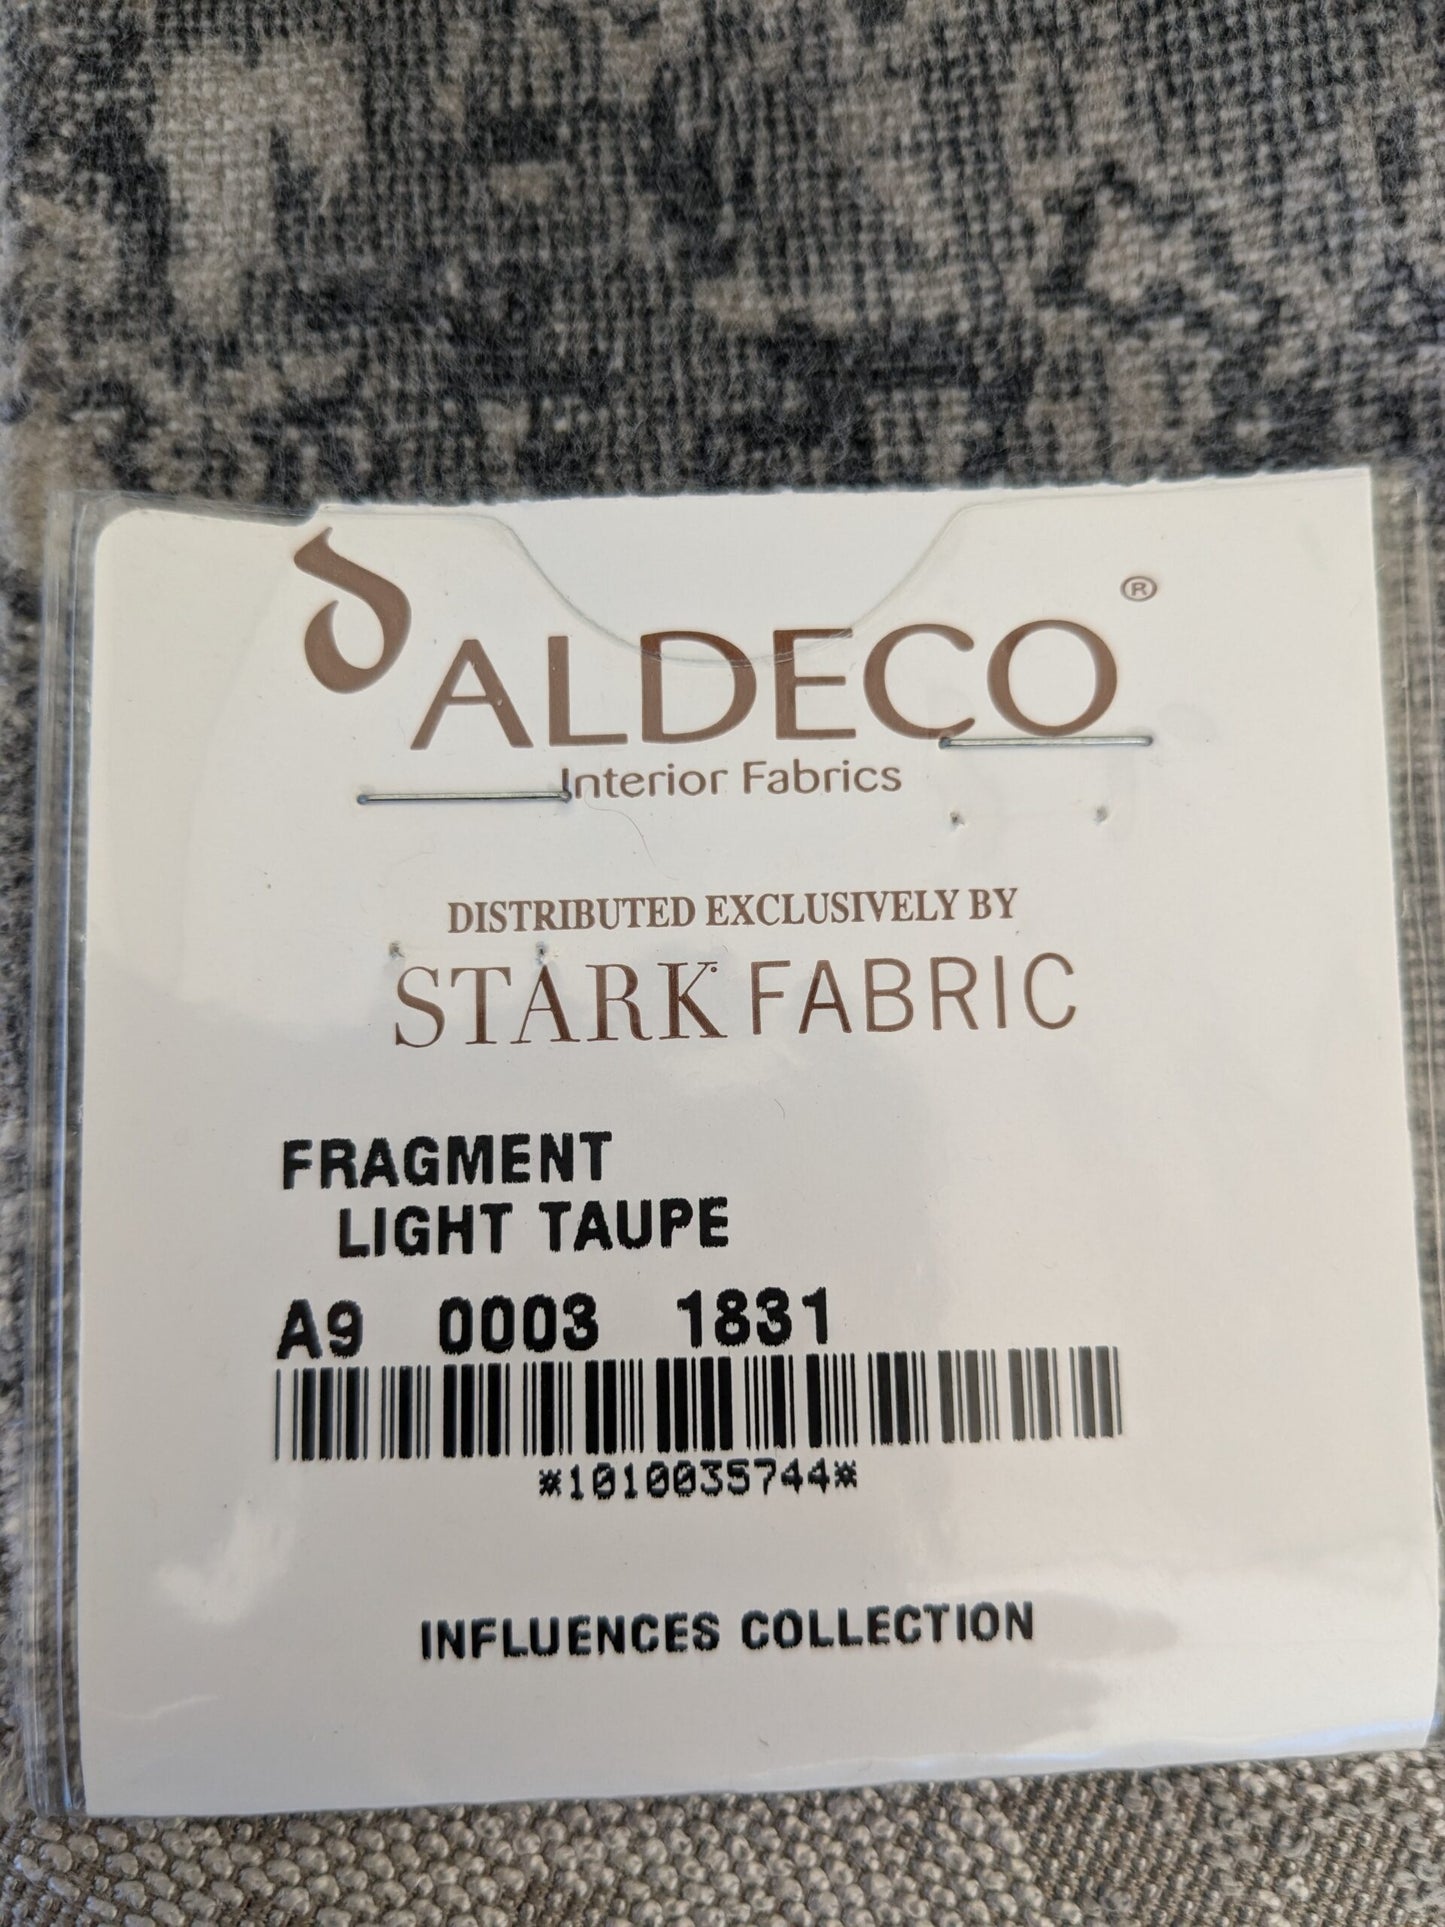 ALDECO®
Interior Fabrics
DISTRIBUTED EXCLUSIVELY BY
STARK FABRIC
FRAGMENT
LIGHT TAUPE
A9 0003 1831
*1010035744*
INFLUENCES COLLECTION